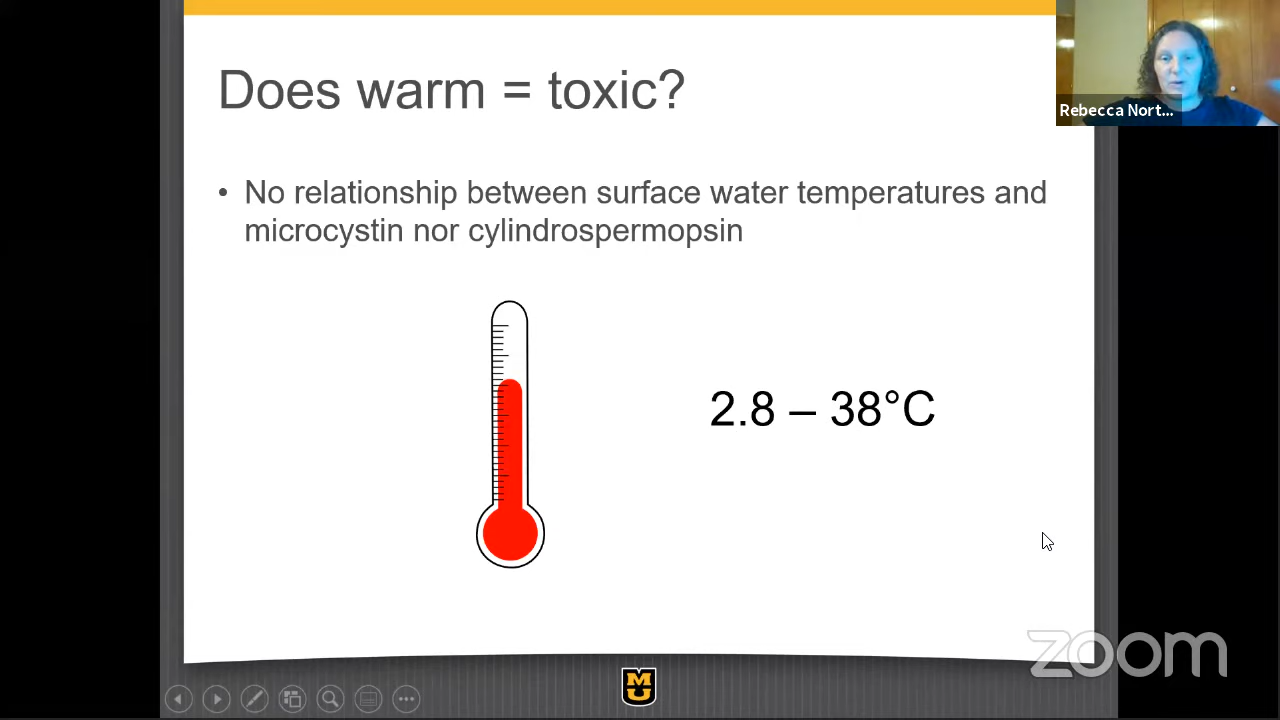 Does warm = toxic?
Rebecca Nort...
• No relationship between surface water temperatures and
microcystin nor cylindrospermopsin
2.8 – 38°C
zoom
MU